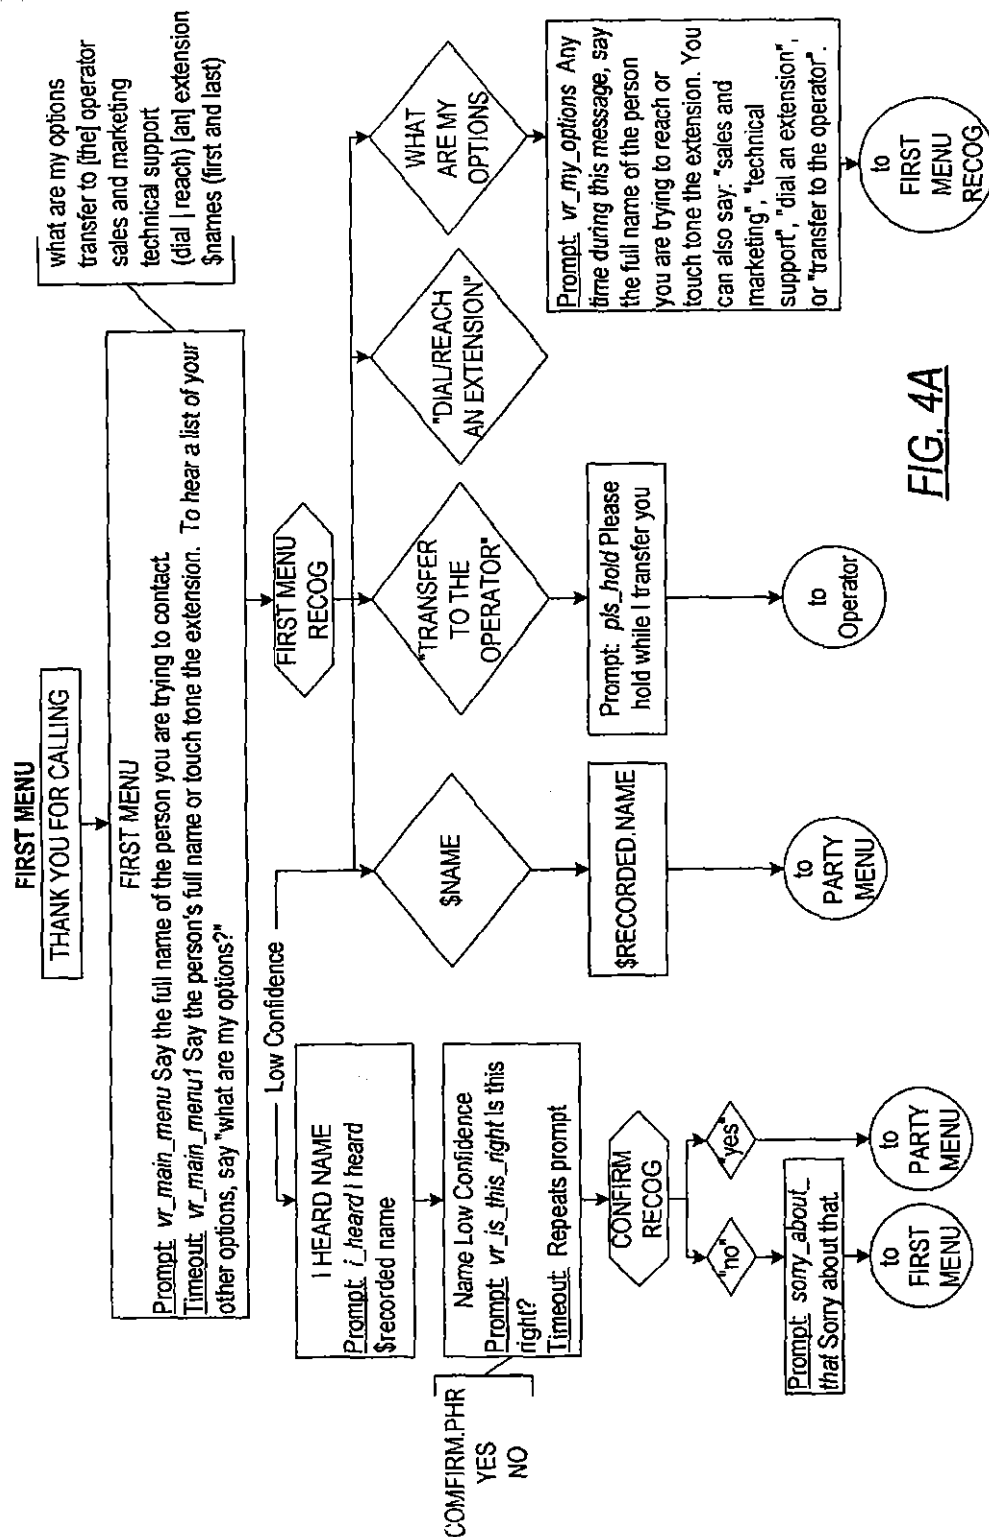 FIRST MENU
THANK YOU FOR CALLING
FIRST MENU
Prompt: vr_main_menu Say the full name of the person you are trying to contact.
Timeout: vr_main_menu1 Say the person's full name or touch tone the extension. To hear a list of your
other options, say "what are my options?"
what are my options
transfer to [the] operator
sales and marketing
technical support
(dial | reach) [an] extension
$names (first and last)
FIRST MENU
RECOG
Low Confidence
I HEARD NAME
Prompt: i_heard I heard
$recorded name
Name Low Confidence
Prompt: vr_is_this_right Is this
right?
Timeout: Repeats prompt
COMFIRM.PHR
YES
NO
CONFIRM
RECOG
"no"
"yes"
Prompt: sorry_about_
that Sorry about that.
to
FIRST
MENU
to
PARTY
MENU
$NAME
$RECORDED.NAME
to
PARTY
MENU
"TRANSFER
TO THE
OPERATOR"
Prompt: pls_hold Please
hold while I transfer you
to
Operator
"DIAL/REACH
AN EXTENSION"
WHAT
ARE MY
OPTIONS
Prompt: vr_my_options Any
time during this message, say
the full name of the person
you are trying to reach or
touch tone the extension. You
can also say: "sales and
marketing", "technical
support", "dial an extension",
or "transfer to the operator".
to
FIRST
MENU
RECOG
FIG. 4A